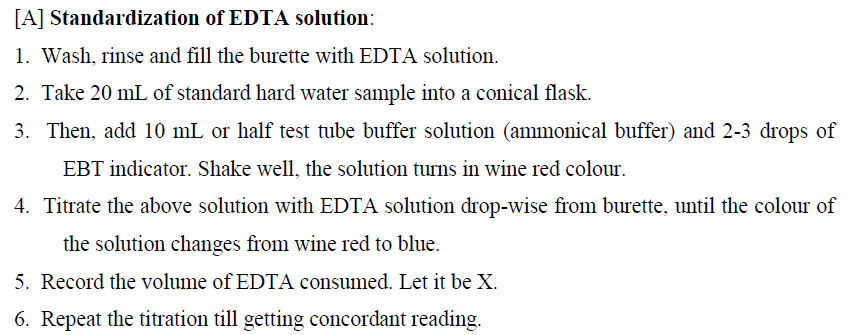 [A] Standardization of EDTA solution:
1. Wash, rinse and fill the burette with EDTA solution.
2. Take 20 mL of standard hard water sample into a conical flask.
3. Then, add 10 mL or half test tube buffer solution (ammonical buffer) and 2-3 drops of
EBT indicator. Shake well, the solution turns in wine red colour.
4. Titrate the above solution with EDTA solution drop-wise from burette, until the colour of
the solution changes from wine red to blue.
5. Record the volume of EDTA consumed. Let it be X.
6. Repeat the titration till getting concordant reading.